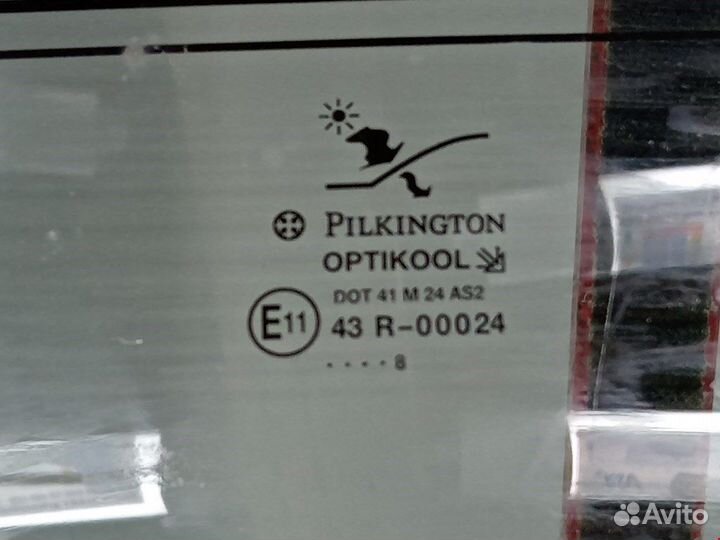 PILKINGTON
OPTIKOOL
DOT 41 M 24 AS2
E11 43 R-00024
. . . . 8
Avito